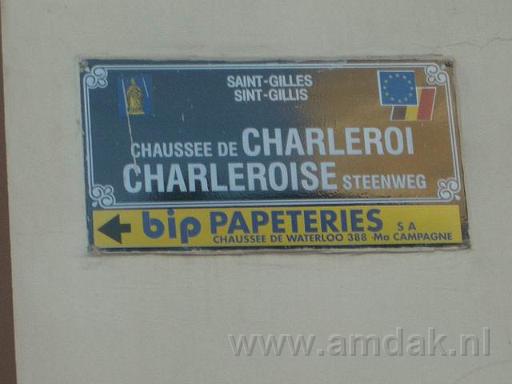 SAINT-GILLES
SINT-GILLIS
CHAUSSEE DE CHARLEROI
CHARLEROISE STEENWEG
bip PAPETERIES S A
CHAUSSEE DE WATERLOO 388 - Ma CAMPAGNE
www.amdak.nl